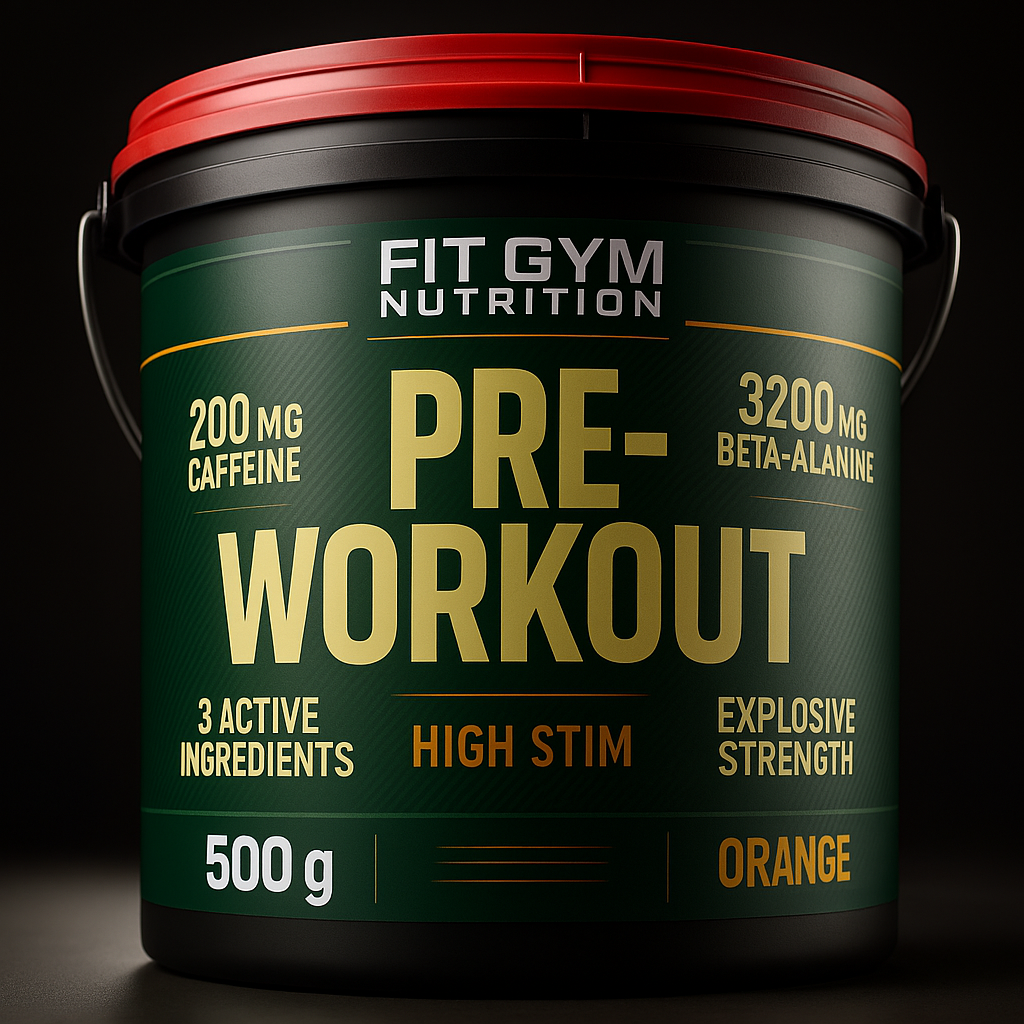 FIT GYM
NUTRITION
200 MG
CAFFEINE
PRE-
WORKOUT
3200 MG
BETA-ALANINE
3 ACTIVE
INGREDIENTS
HIGH STIM
EXPLOSIVE
STRENGTH
500 g
ORANGE